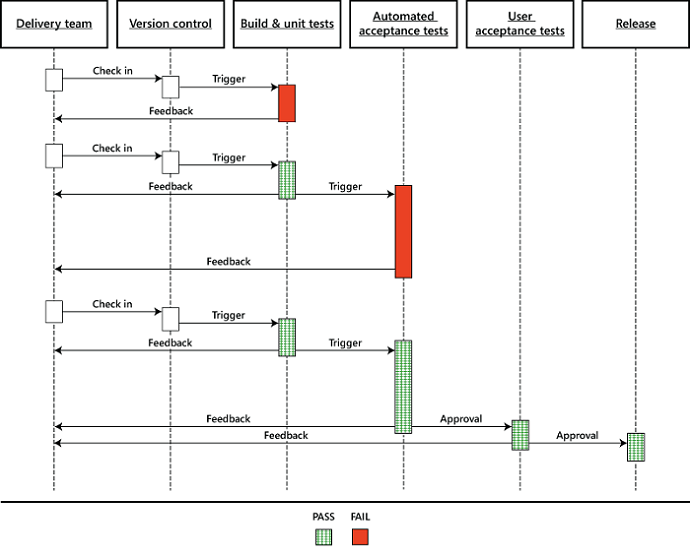 Delivery team
Version control
Build & unit tests
Automated
acceptance tests
User
acceptance tests
Release
Check in
Trigger
Feedback
Check in
Trigger
Feedback
Trigger
Feedback
Check in
Trigger
Feedback
Trigger
Feedback
Approval
Feedback
Approval
PASS
FAIL